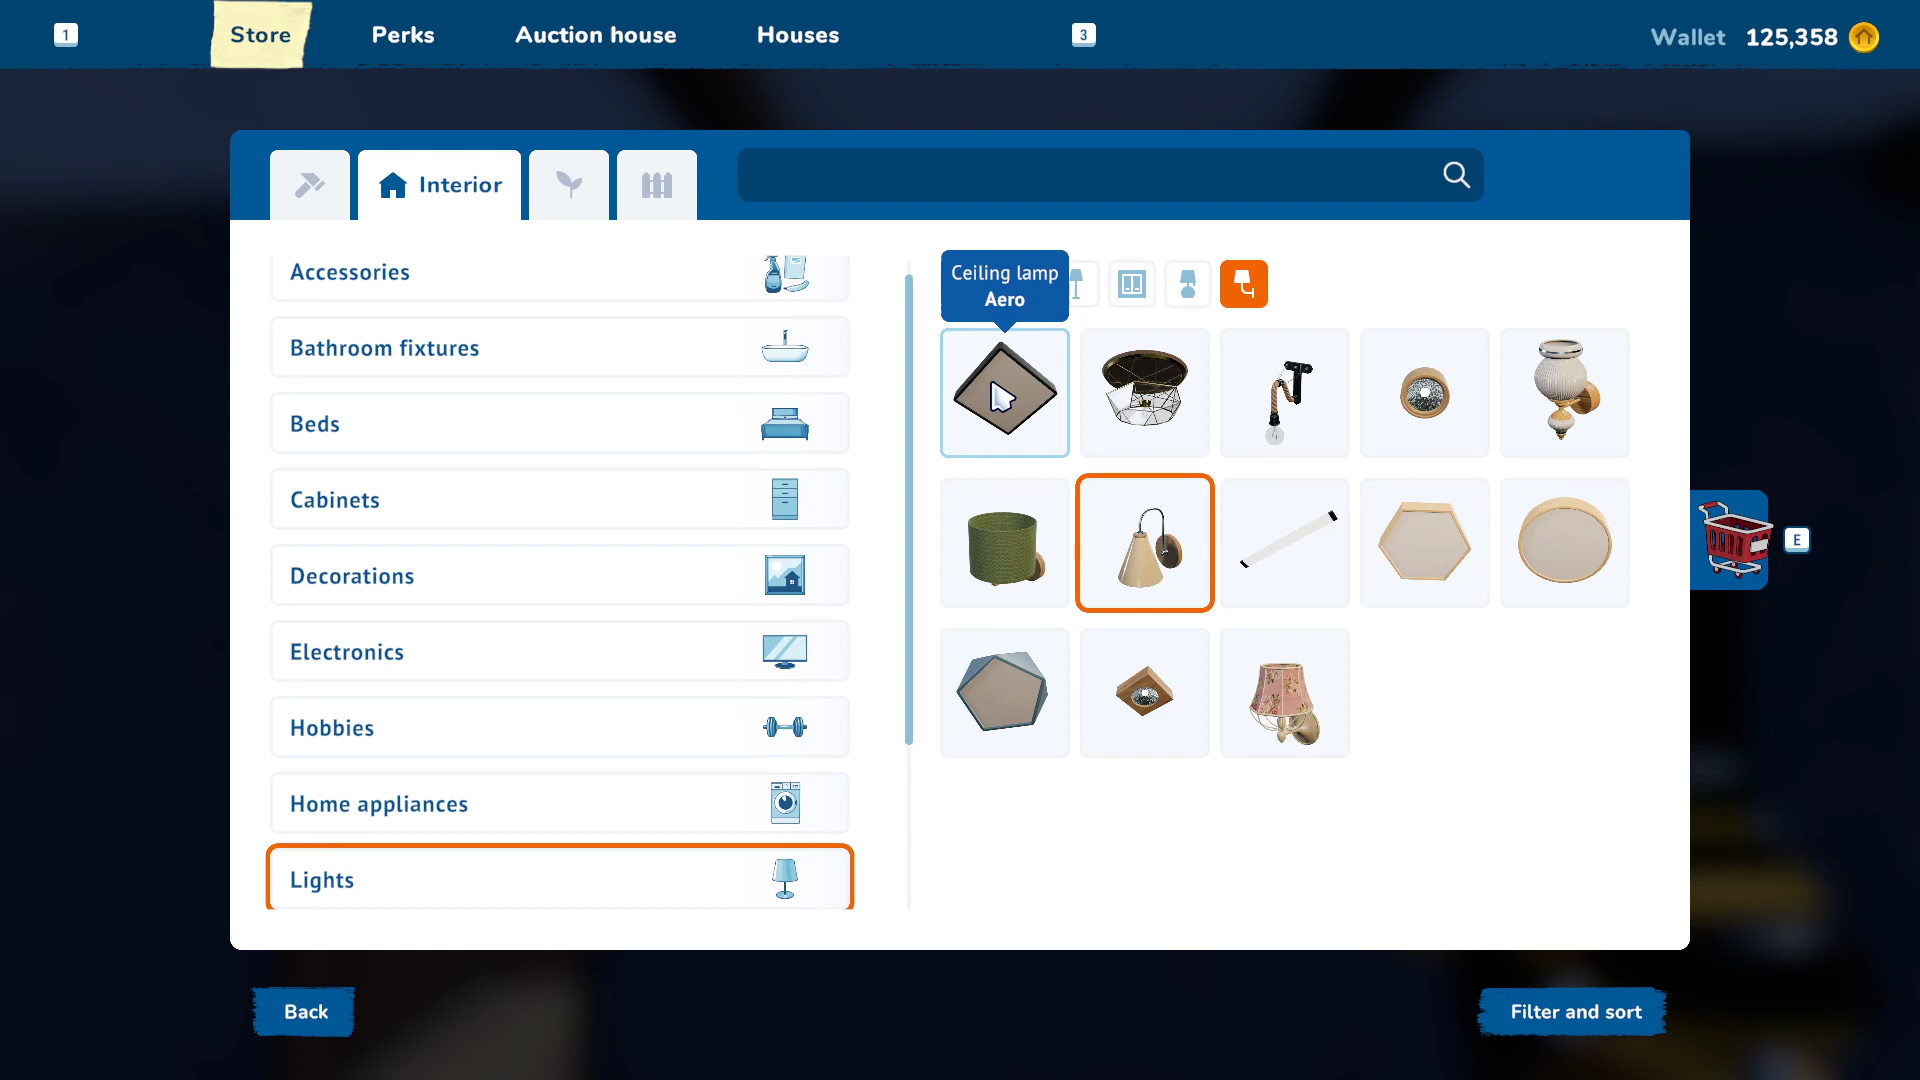 1
Store
Perks
Auction house
Houses
3
Wallet 125,358
Interior
Accessories
Bathroom fixtures
Beds
Cabinets
Decorations
Electronics
Hobbies
Home appliances
Lights
Ceiling lamp
Aero
E
Back
Filter and sort